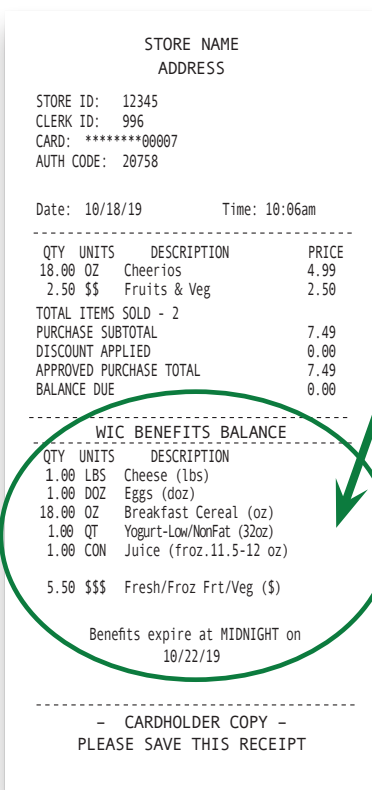 STORE NAME
ADDRESS
STORE ID: 12345
CLERK ID: 996
CARD: ********00007
AUTH CODE: 20758
Date: 10/18/19 Time: 10:06am
QTY UNITS DESCRIPTION PRICE
18.00 OZ Cheerios 4.99
2.50 $$ Fruits & Veg 2.50
TOTAL ITEMS SOLD - 2
PURCHASE SUBTOTAL 7.49
DISCOUNT APPLIED 0.00
APPROVED PURCHASE TOTAL 7.49
BALANCE DUE 0.00
WIC BENEFITS BALANCE
QTY UNITS DESCRIPTION
1.00 LBS Cheese (lbs)
1.00 DOZ Eggs (doz)
18.00 OZ Breakfast Cereal (oz)
1.00 QT Yogurt-Low/NonFat (32oz)
1.00 CON Juice (froz.11.5-12 oz)
5.50 $$$ Fresh/Froz Frt/Veg ($)
Benefits expire at MIDNIGHT on
10/22/19
– CARDHOLDER COPY –
PLEASE SAVE THIS RECEIPT